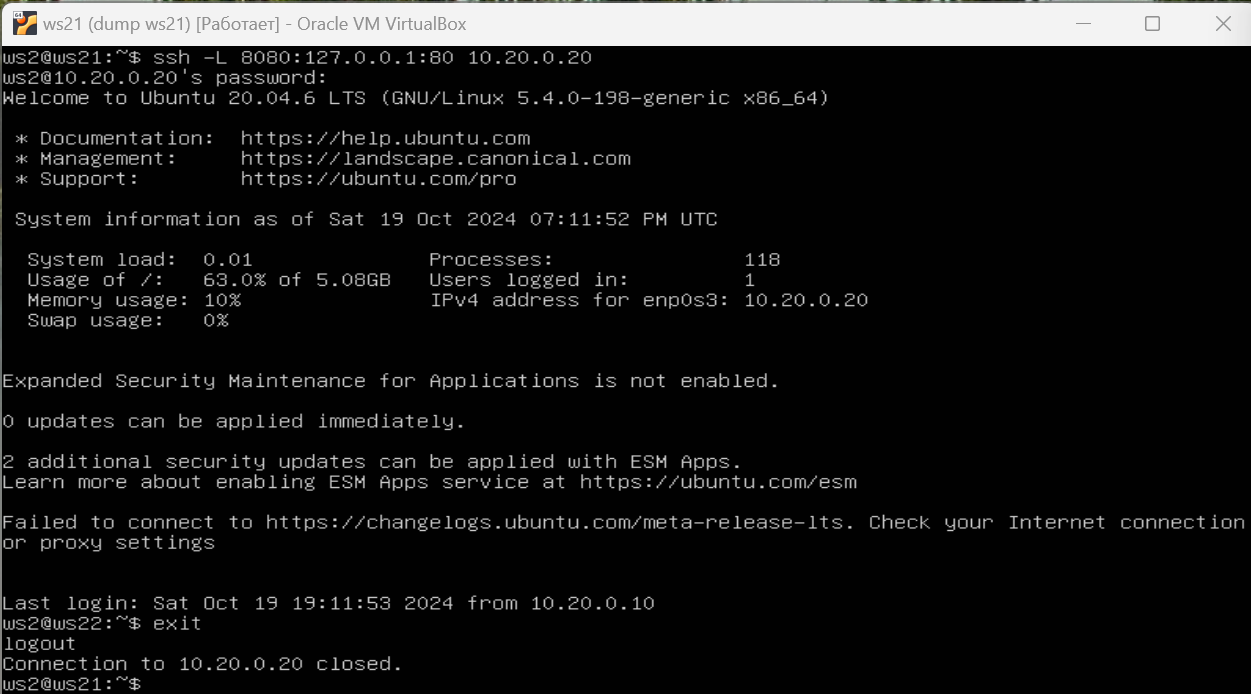 ws21 (dump ws21) [Работает] - Oracle VM VirtualBox
ws2@ws21:~$ ssh -L 8080:127.0.0.1:80 10.20.0.20
ws2@10.20.0.20's password:
Welcome to Ubuntu 20.04.6 LTS (GNU/Linux 5.4.0-198-generic x86_64)
* Documentation:  https://help.ubuntu.com
* Management:     https://landscape.canonical.com
* Support:        https://ubuntu.com/pro
System information as of Sat 19 Oct 2024 07:11:52 PM UTC
System load:  0.01               Processes:               118
Usage of /:   63.0% of 5.08GB   Users logged in:         1
Memory usage: 10%                IPv4 address for enp0s3: 10.20.0.20
Swap usage:   0%
Expanded Security Maintenance for Applications is not enabled.
0 updates can be applied immediately.
2 additional security updates can be applied with ESM Apps.
Learn more about enabling ESM Apps service at https://ubuntu.com/esm
Failed to connect to https://changelogs.ubuntu.com/meta-release-lts. Check your Internet connection
or proxy settings
Last login: Sat Oct 19 19:11:53 2024 from 10.20.0.10
ws2@ws22:~$ exit
logout
Connection to 10.20.0.20 closed.
ws2@ws21:~$